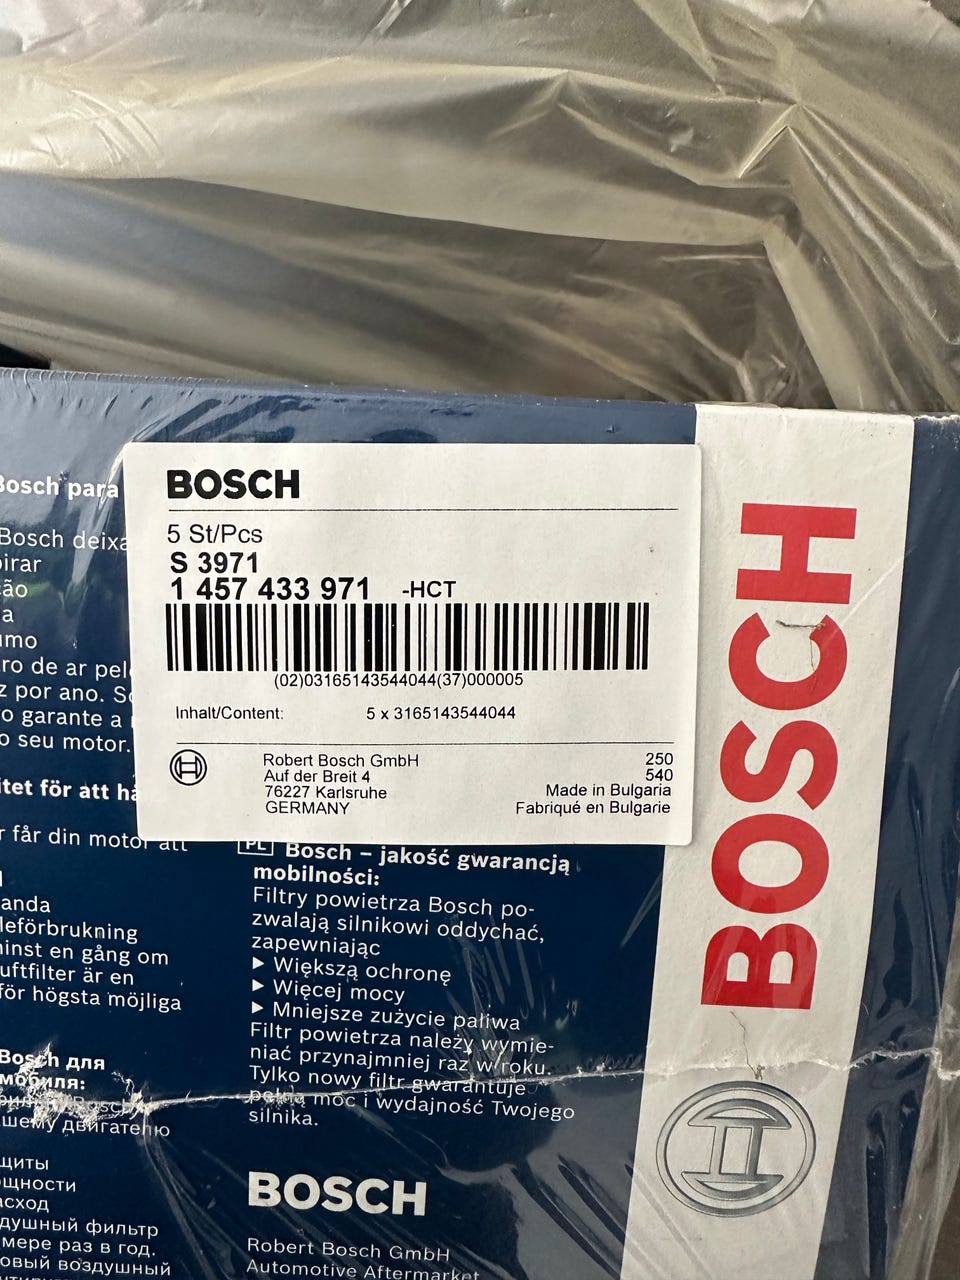 BOSCH
5 St/Pcs
S 3971
1 457 433 971 -HCT
(02)03165143544044(37)000005
Inhalt/Content: 5 x 3165143544044
Robert Bosch GmbH
Auf der Breit 4
76227 Karlsruhe
GERMANY
250
540
Made in Bulgaria
Fabriqué en Bulgarie
Bosch para
Bosch deixa
pirar
ção
a
umo
ro de ar pel
z por ano. So
o garante a
o seu motor.
itet för att hå
r får din motor att
anda
leförbrukning
minst en gång om
uftfilter är en
för högsta möjliga
Bosch для
мобиля:
шему двигателю
щиты
щности
асход
душный фильтр
мере раз в год.
овый воздушный
PL Bosch – jakość gwarancją
mobilności:
Filtry powietrza Bosch po-
zwalają silnikowi oddychać,
zapewniając
▶ Większą ochronę
▶ Więcej mocy
▶ Mniejsze zużycie paliwa
Filtr powietrza należy wymie-
niać przynajmniej raz w roku.
Tylko nowy filtr gwarantuje
pełną moc i wydajność Twojego
silnika.
BOSCH
Robert Bosch GmbH
Automotive Aftermarket
BOSCH